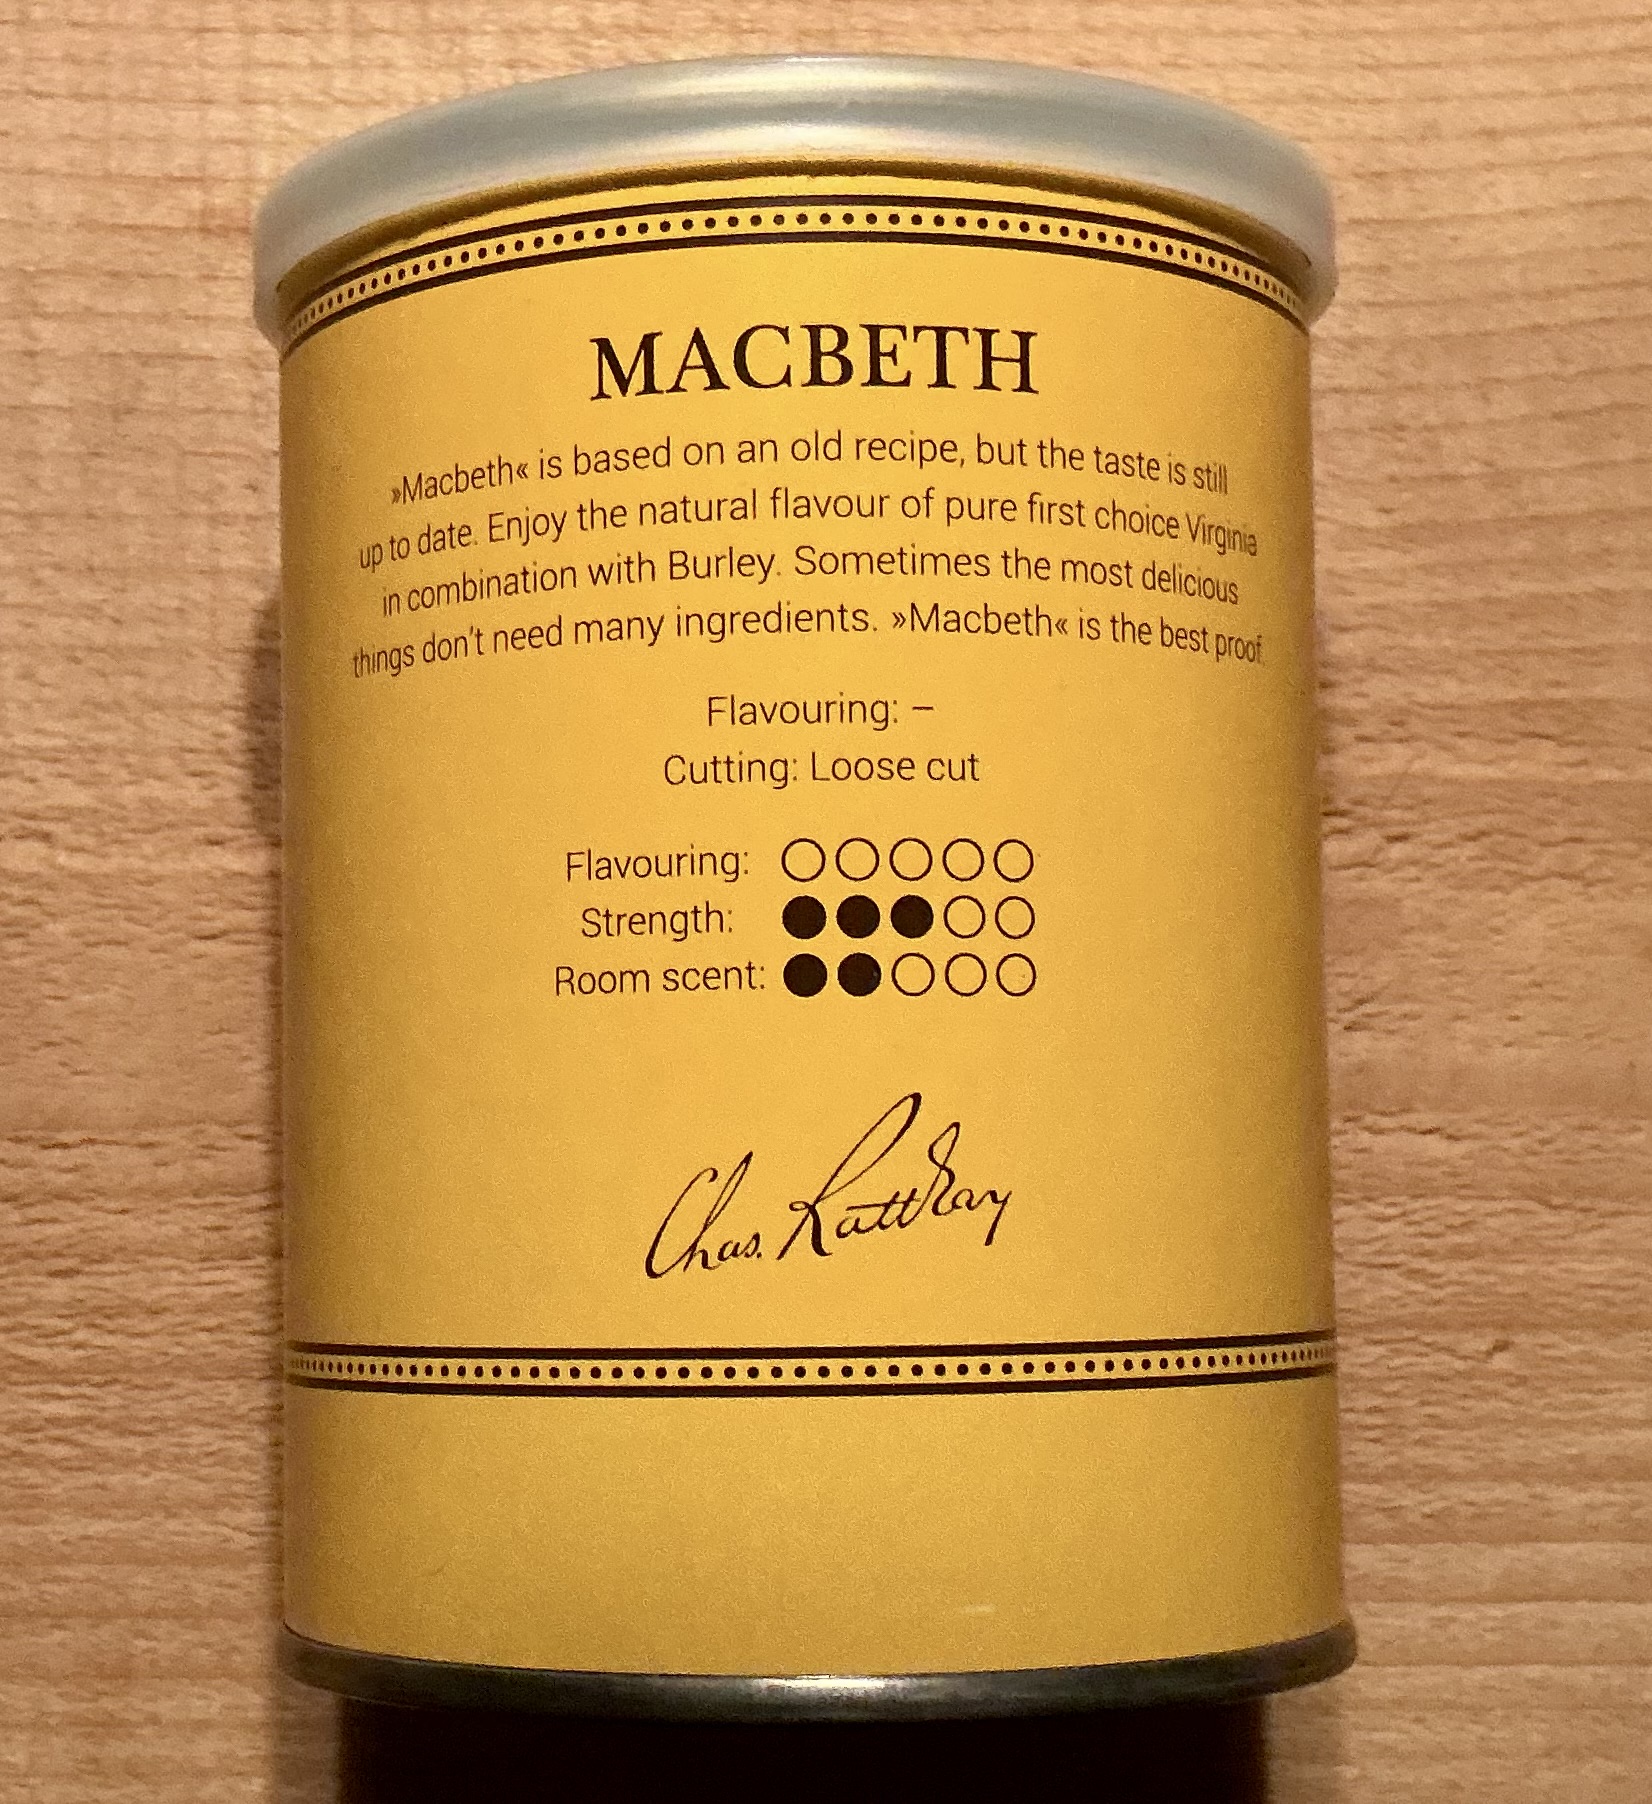 MACBETH
»Macbeth« is based on an old recipe, but the taste is still
up to date. Enjoy the natural flavour of pure first choice Virginia
in combination with Burley. Sometimes the most delicious
things don't need many ingredients. »Macbeth« is the best proof.
Flavouring: –
Cutting: Loose cut
Flavouring: ○○○○○
Strength: ●●●○○
Room scent: ●●○○○
Chas. Rattray